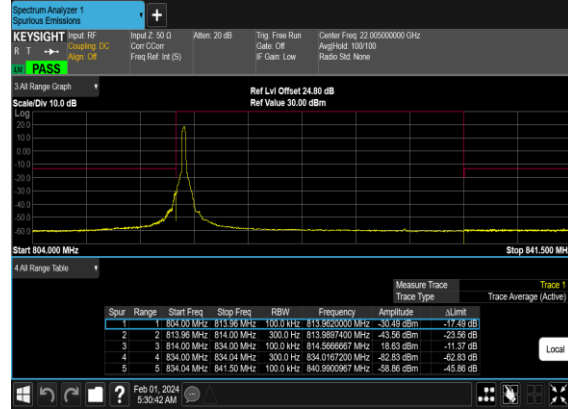 Spectrum Analyzer 1
Spurious Emissions
KEYSIGHT Input: RF Input Z: 50 Ω Atten: 20 dB Trig: Free Run Center Freq: 22.005000000 GHz
R T Coupling: DC Corr CCorr Gate: Off Avg|Hold: 100/100
Align: Off Freq Ref: Int (S) IF Gain: Low Radio Std: None
PASS
3 All Range Graph
Ref Lvl Offset 24.80 dB
Scale/Div 10.0 dB Ref Value 30.00 dBm
Log
20.0
10.0
0.00
-10.0
-20.0
-30.0
-40.0
-50.0
-60.0
Start 804.000 MHz Stop 841.500 MH
4 All Range Table
Measure Trace Trace 1
Trace Type Trace Average (Active)
Spur Range Start Freq Stop Freq RBW Frequency Amplitude ΔLimit
1 1 804.00 MHz 813.96 MHz 100.0 kHz 813.9620000 MHz -30.49 dBm -17.49 dB
2 2 813.96 MHz 814.00 MHz 300.0 Hz 813.9897400 MHz -43.56 dBm -23.56 dB
3 3 814.00 MHz 834.00 MHz 100.0 kHz 814.5666667 MHz 18.63 dBm -11.37 dB
4 4 834.00 MHz 834.04 MHz 300.0 Hz 834.0167200 MHz -82.83 dBm -62.83 dB
5 5 834.04 MHz 841.50 MHz 100.0 kHz 840.9900967 MHz -58.86 dBm -45.86 dB
Local
Feb 01, 2024
5:30:42 AM